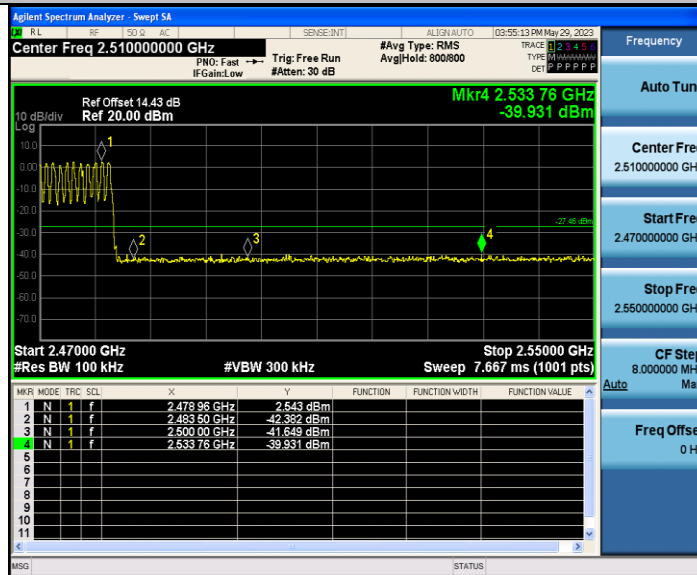 Agilent Spectrum Analyzer - Swept SA
RL RF 50 Ω AC SENSE:INT ALIGN AUTO 03:55:13 PM May 29, 2023
Center Freq 2.510000000 GHz
PNO: Fast
IFGain:Low
Trig: Free Run
#Atten: 30 dB
#Avg Type: RMS
Avg|Hold: 800/800
TRACE 1 2 3 4 5 6
TYPE
DET P P P P P P
Mkr4 2.533 76 GHz
-39.931 dBm
Ref Offset 14.43 dB
10 dB/div Ref 20.00 dBm
Log
10.0
0.00
-10.0
-20.0
-30.0
-40.0
-50.0
-60.0
-70.0
1
2
3
4
-27.46 dBm
Start 2.47000 GHz Stop 2.55000 GHz
#Res BW 100 kHz #VBW 300 kHz Sweep 7.667 ms (1001 pts)
MKR MODE TRC SCL X Y FUNCTION FUNCTION WIDTH FUNCTION VALUE
1 N 1 f 2.478 96 GHz 2.543 dBm
2 N 1 f 2.483 50 GHz -42.382 dBm
3 N 1 f 2.500 00 GHz -41.649 dBm
4 N 1 f 2.533 76 GHz -39.931 dBm
5
6
7
8
9
10
11
MSG STATUS
Frequency
Auto Tun
Center Fre
2.510000000 GH
Start Fre
2.470000000 GH
Stop Fre
2.550000000 GH
CF Step
8.000000 MH
Auto Ma
Freq Offse
0 H